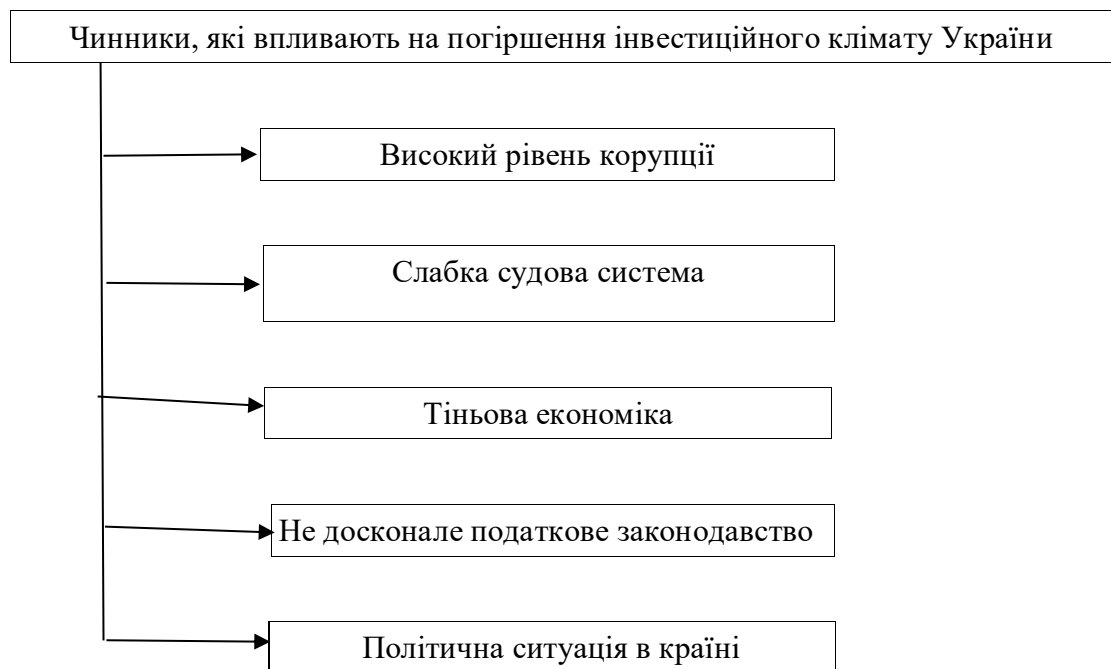 Чинники, які впливають на погіршення інвестиційного клімату України
Високий рівень корупції
Слабка судова система
Тіньова економіка
Не досконале податкове законодавство
Політична ситуація в країні